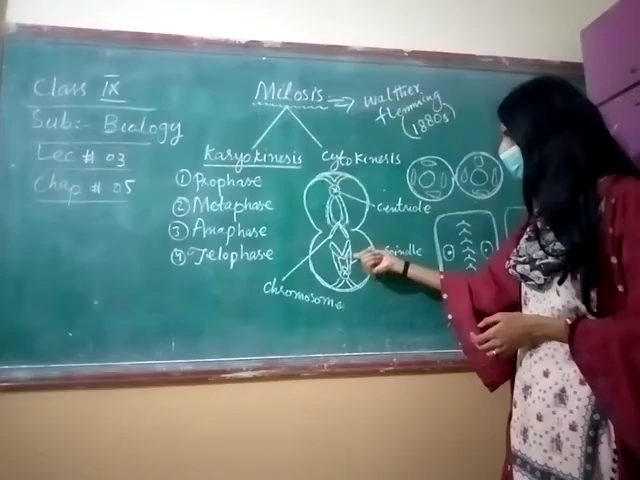 Class IX
Sub:- Biology
Lec # 03
Chap # 05
Mitosis => Walther
flemming
(1880s)
Karyokinesis
Cytokinesis
① Prophase
② Metaphase
③ Anaphase
④ Telophase
Centriole
Spindle
Chromosome